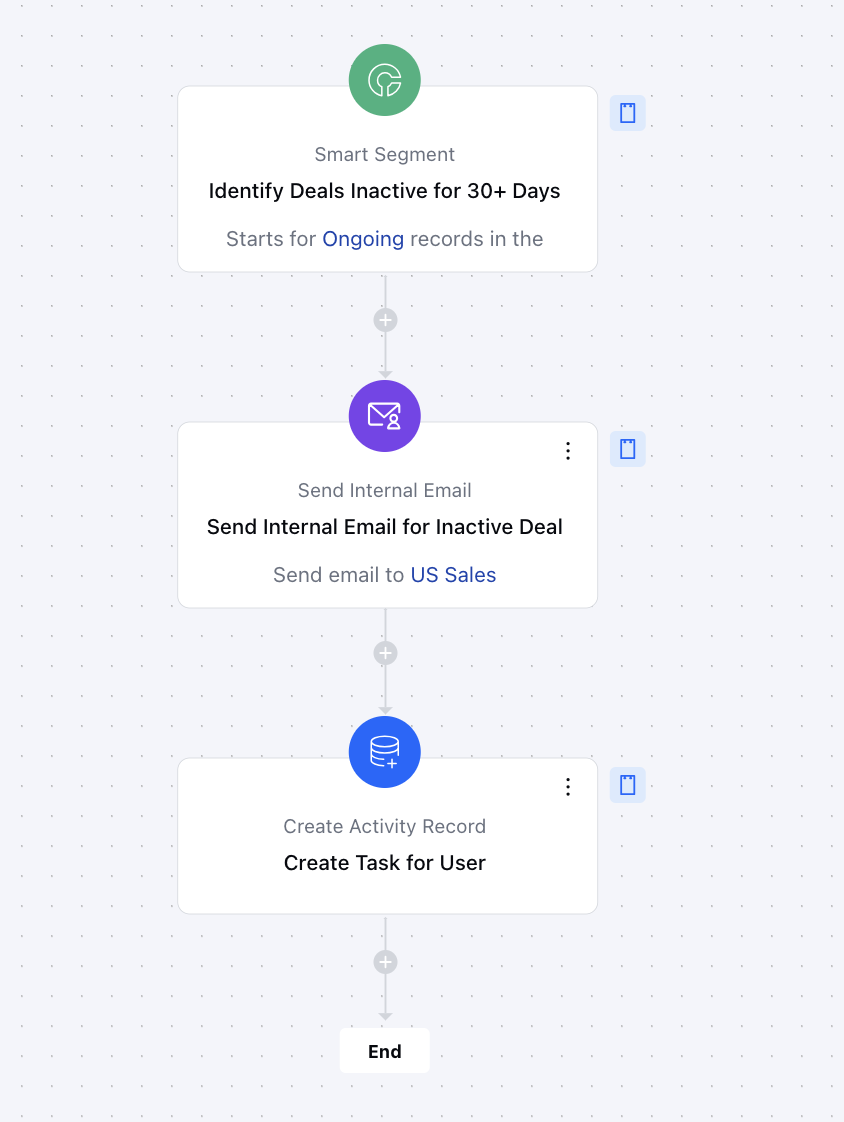 Smart Segment
Identify Deals Inactive for 30+ Days
Starts for Ongoing records in the
Send Internal Email
Send Internal Email for Inactive Deal
Send email to US Sales
Create Activity Record
Create Task for User
End